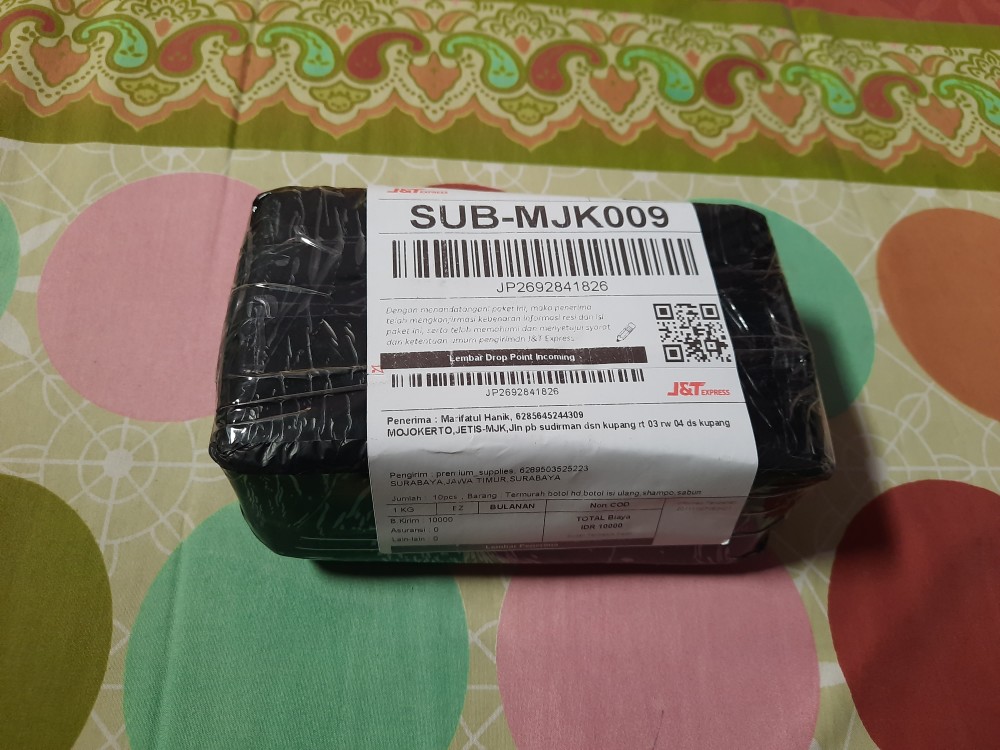 J&T EXPRESS
SUB-MJK009
JP2692841826
Dengan menandatangani paket ini, maka penerima
telah mengkonfirmasi kebenaran informasi resi dan isi
paket ini, serta telah memahami dan menyetujui syarat
dan ketentuan umum pengiriman J&T Express
Lembar Drop Point Incoming
JP2692841826
J&T EXPRESS
Penerima : Marifatul Hanik, 6285645244309
MOJOKERTO,JETIS-MJK,Jln pb sudirman dsn kupang rt 03 rw 04 ds kupang
Pengirim : premium_supplies, 6289503525223
SURABAYA,JAWA TIMUR,SURABAYA
Jumlah : 10pcs , Barang : Termurah botol hd,botol isi ulang,shampo,sabun
1 KG EZ BULANAN Non COD
B.Kirim : 10000
Asuransi : 0
Lain-lain : 0
TOTAL Biaya
IDR 10000